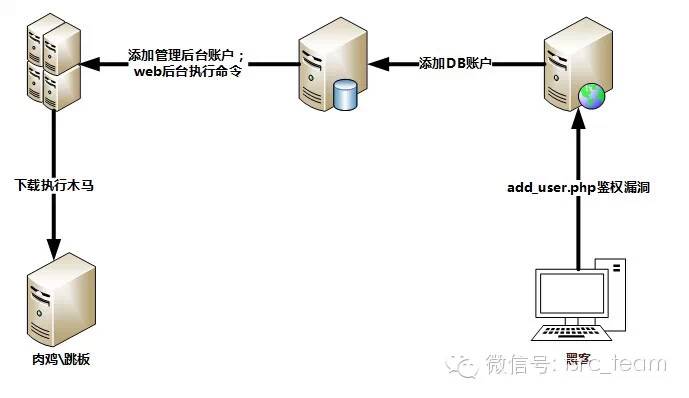 添加管理后台账户；
web后台执行命令
添加DB账户
下载执行木马
add_user.php鉴权漏洞
肉鸡\跳板
黑客
微信号: lsrc_team